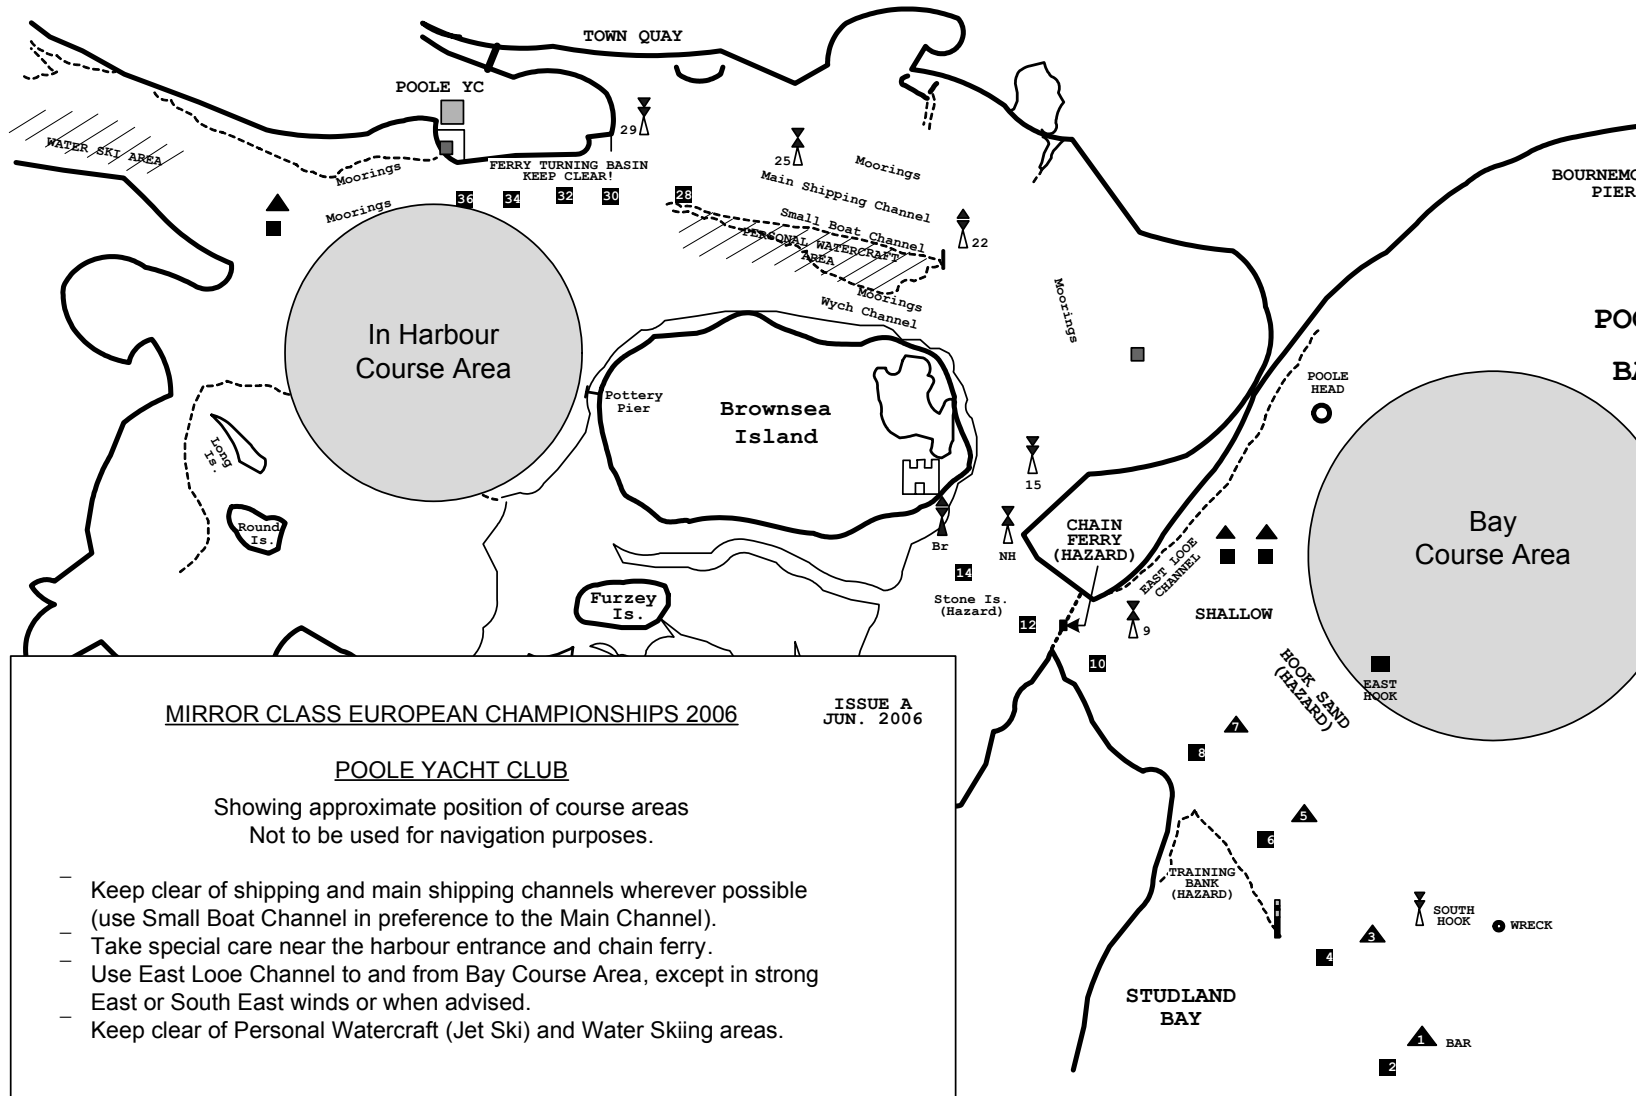 TOWN QUAY
POOLE YC
29
25
WATER SKI AREA
FERRY TURNING BASIN
KEEP CLEAR!
Moorings
Moorings
Moorings
Main Shipping Channel
Small Boat Channel
PERSONAL WATERCRAFT
AREA
Moorings
Wych Channel
36
34
32
30
28
22
Moorings
BOURNEMO
PIER
POO
BA
In Harbour
Course Area
Pottery
Pier
Brownsea
Island
POOLE
HEAD
Long
Is.
Round
Is.
15
Br
NH
CHAIN
FERRY
(HAZARD)
EAST LOOE
CHANNEL
Bay
Course Area
14
Stone Is.
(Hazard)
Furzey
Is.
12
9
10
SHALLOW
HOOK SAND
(HAZARD)
EAST
HOOK
7
8
5
6
TRAINING
BANK
(HAZARD)
SOUTH
HOOK
WRECK
3
4
STUDLAND
BAY
1
BAR
2
MIRROR CLASS EUROPEAN CHAMPIONSHIPS 2006
ISSUE A
JUN. 2006
POOLE YACHT CLUB
Showing approximate position of course areas
Not to be used for navigation purposes.
Keep clear of shipping and main shipping channels wherever possible
(use Small Boat Channel in preference to the Main Channel).
Take special care near the harbour entrance and chain ferry.
Use East Looe Channel to and from Bay Course Area, except in strong
East or South East winds or when advised.
Keep clear of Personal Watercraft (Jet Ski) and Water Skiing areas.